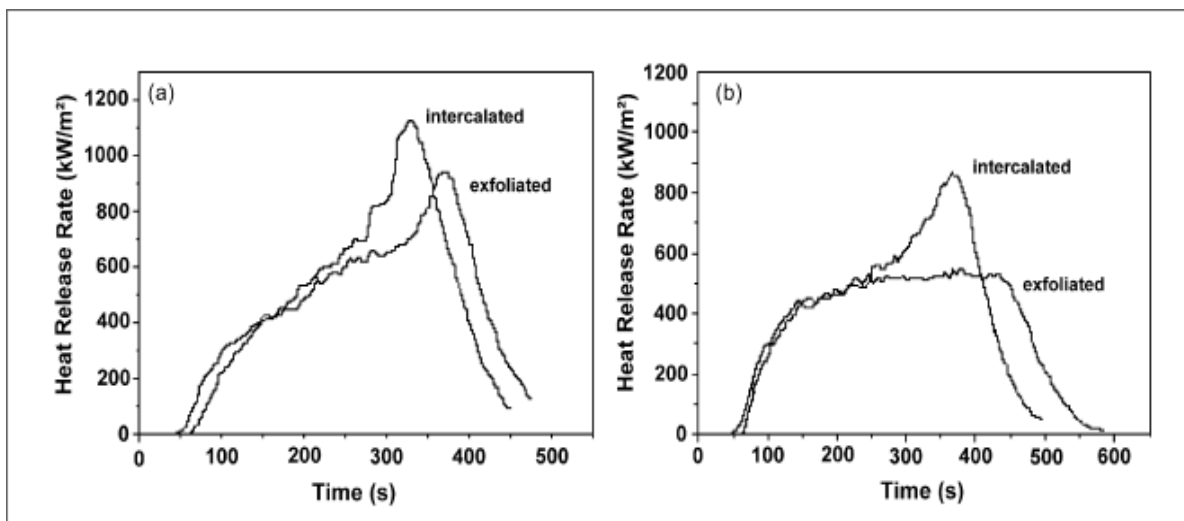 (a)
Heat Release Rate (kW/m²)
1200
1000
800
600
400
200
0
intercalated
exfoliated
0 100 200 300 400 500
Time (s)
(b)
Heat Release Rate (kW/m²)
1200
1000
800
600
400
200
0
intercalated
exfoliated
0 100 200 300 400 500 600
Time (s)